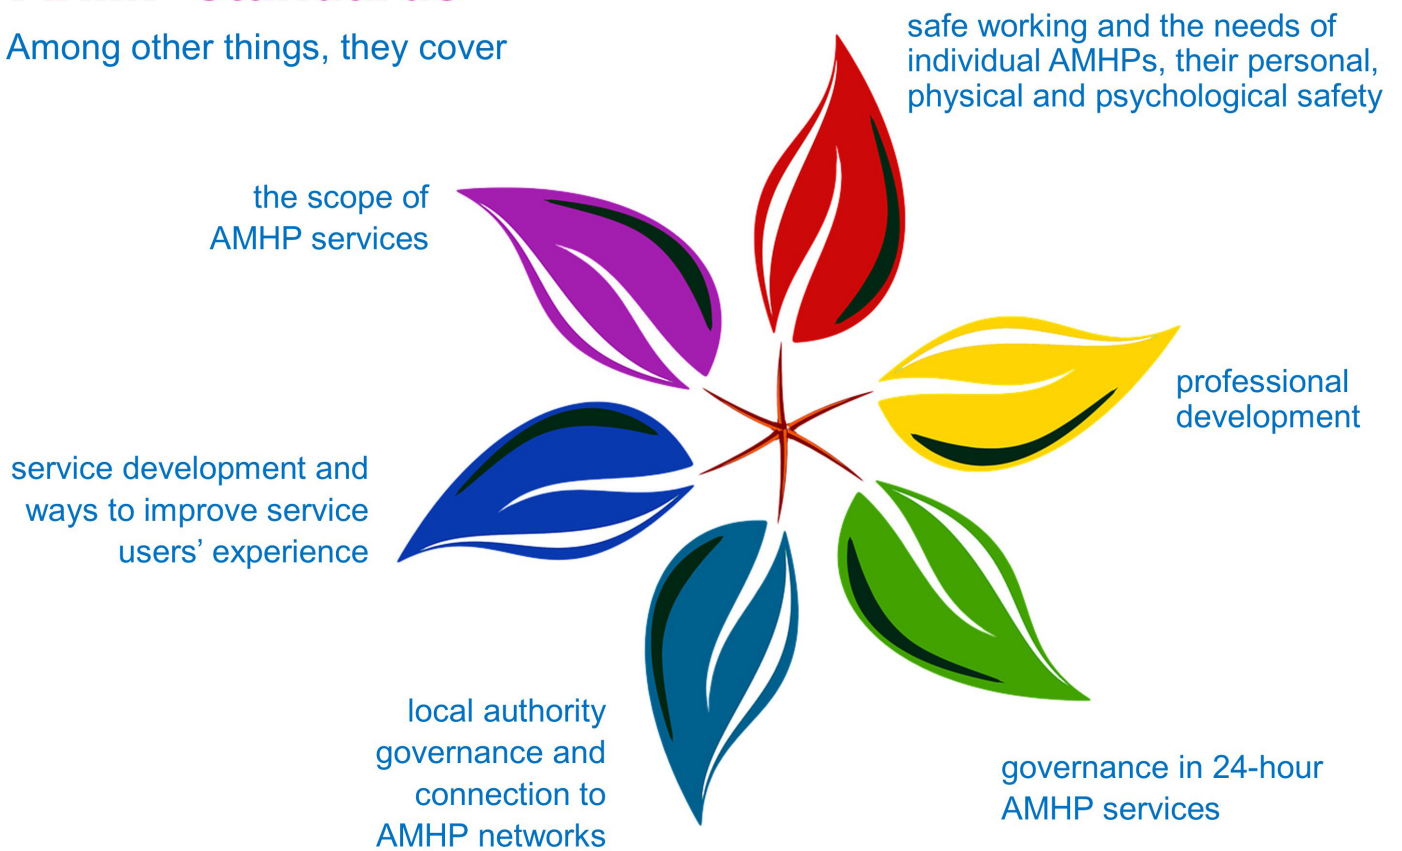 Among other things, they cover
safe working and the needs of
individual AMHPs, their personal,
physical and psychological safety
the scope of
AMHP services
professional
development
service development and
ways to improve service
users’ experience
local authority
governance and
connection to
AMHP networks
governance in 24-hour
AMHP services